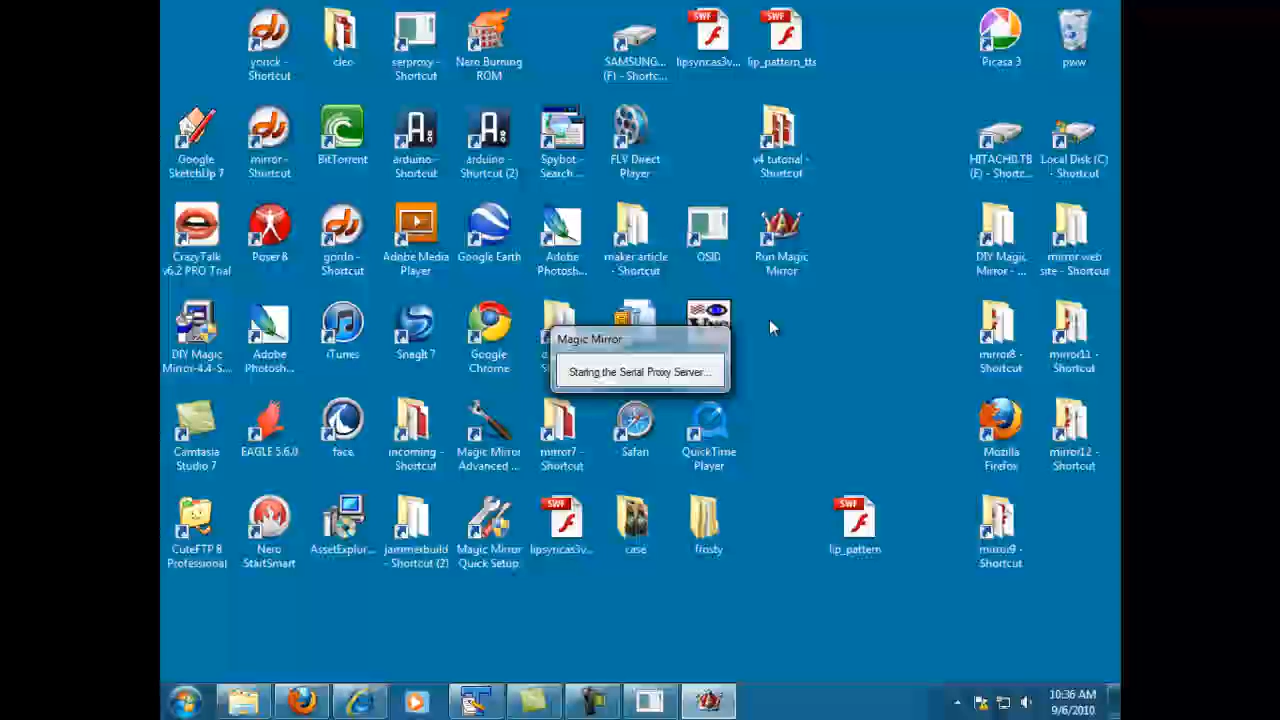 yorick -
Shortcut
cleo
serproxy -
Shortcut
Nero Burning
ROM
SAMSUNG...
(F) - Shortc...
SWF
lipsyncas3v...
SWF
lip_pattern_tts
Picasa 3
pww
Google
SketchUp 7
mirror -
Shortcut
BitTorrent
arduino -
Shortcut
arduino -
Shortcut (2)
Spybot -
Search...
FLV Direct
Player
v4 tutorial -
Shortcut
HITACHI1TB
(E) - Shortc...
Local Disk (C)
- Shortcut
CrazyTalk
v6.2 PRO Trial
Poser 8
gordo -
Shortcut
Adobe Media
Player
Google Earth
Adobe
Photosh...
maker article
- Shortcut
OSID
Run Magic
Mirror
DIY Magic
Mirror - ...
mirror web
site - Shortcut
DIY Magic
Mirror-4.4-S...
Adobe
Photosh...
iTunes
SnagIt 7
Google
Chrome
Magic Mirror
Staring the Serial Proxy Server...
mirror8 -
Shortcut
mirror11 -
Shortcut
Camtasia
Studio 7
EAGLE 5.6.0
face
incoming -
Shortcut
Magic Mirror
Advanced ...
mirror7 -
Shortcut
Safari
QuickTime
Player
Mozilla
Firefox
mirror12 -
Shortcut
CuteFTP 8
Professional
Nero
StartSmart
AssetExplor...
jammerbuild
- Shortcut (2)
Magic Mirror
Quick Setup
SWF
lipsyncas3v...
case
frosty
SWF
lip_pattern
mirror9 -
Shortcut
10:36 AM
9/6/2010